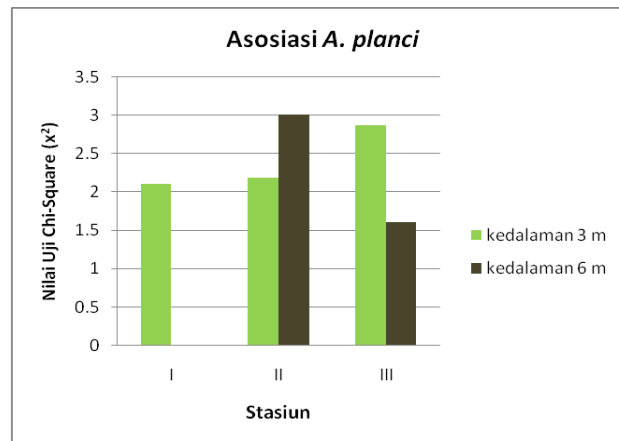 Asosiasi A. planci
Nilai Uji Chi-Square (x²)
3.5
3
2.5
2
1.5
1
0.5
0
I II III
Stasiun
kedalaman 3 m
kedalaman 6 m